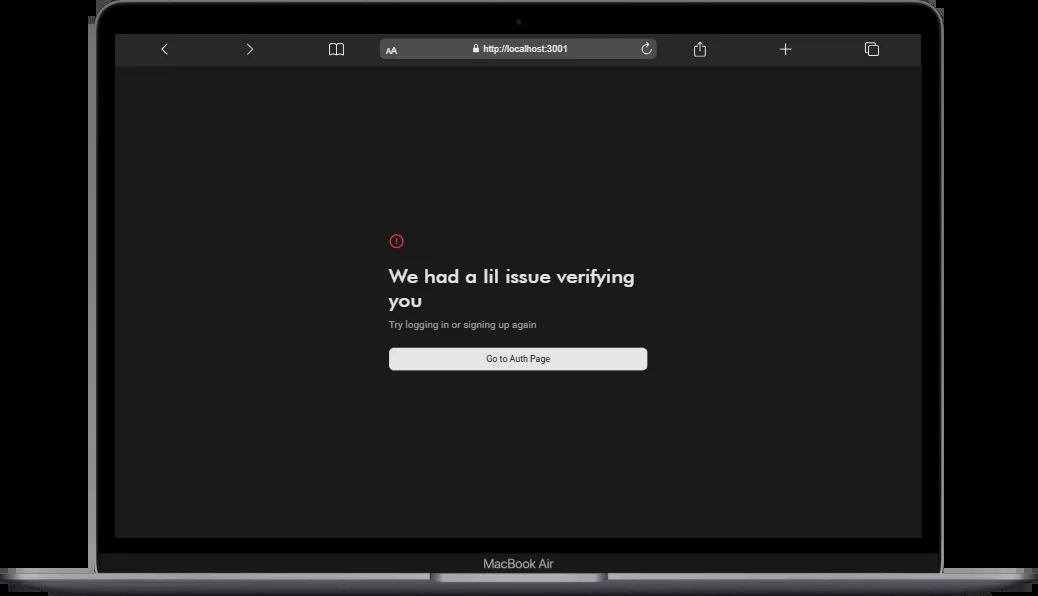 AA
http://localhost:3001
We had a lil issue verifying
you
Try logging in or signing up again
Go to Auth Page
MacBook Air